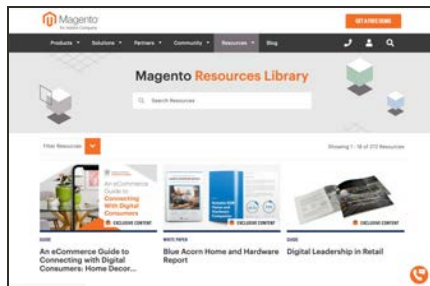 Magento
An Adobe Company
GET A FREE DEMO
Products
Solutions
Partners
Community
Resources
Blog
Magento Resources Library
Search Resources
Filter Resources
Showing 1 - 18 of 272 Resources
An eCommerce
Guide to
Connecting
With Digital
Consumers
EXCLUSIVE CONTENT
EXCLUSIVE CONTENT
EXCLUSIVE CONTENT
GUIDE
An eCommerce Guide to
Connecting with Digital
Consumers: Home Decor...
WHITE PAPER
Blue Acorn Home and Hardware
Report
GUIDE
Digital Leadership in Retail